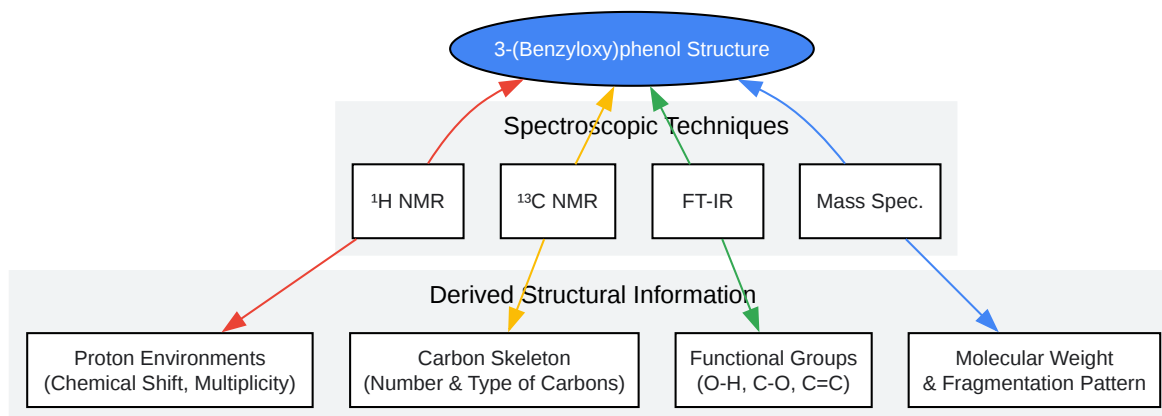 3-(Benzyloxy)phenol Structure
Spectroscopic Techniques
¹H NMR
¹³C NMR
FT-IR
Mass Spec.
Derived Structural Information
Proton Environments
(Chemical Shift, Multiplicity)
Carbon Skeleton
(Number & Type of Carbons)
Functional Groups
(O-H, C-O, C=C)
Molecular Weight
& Fragmentation Pattern